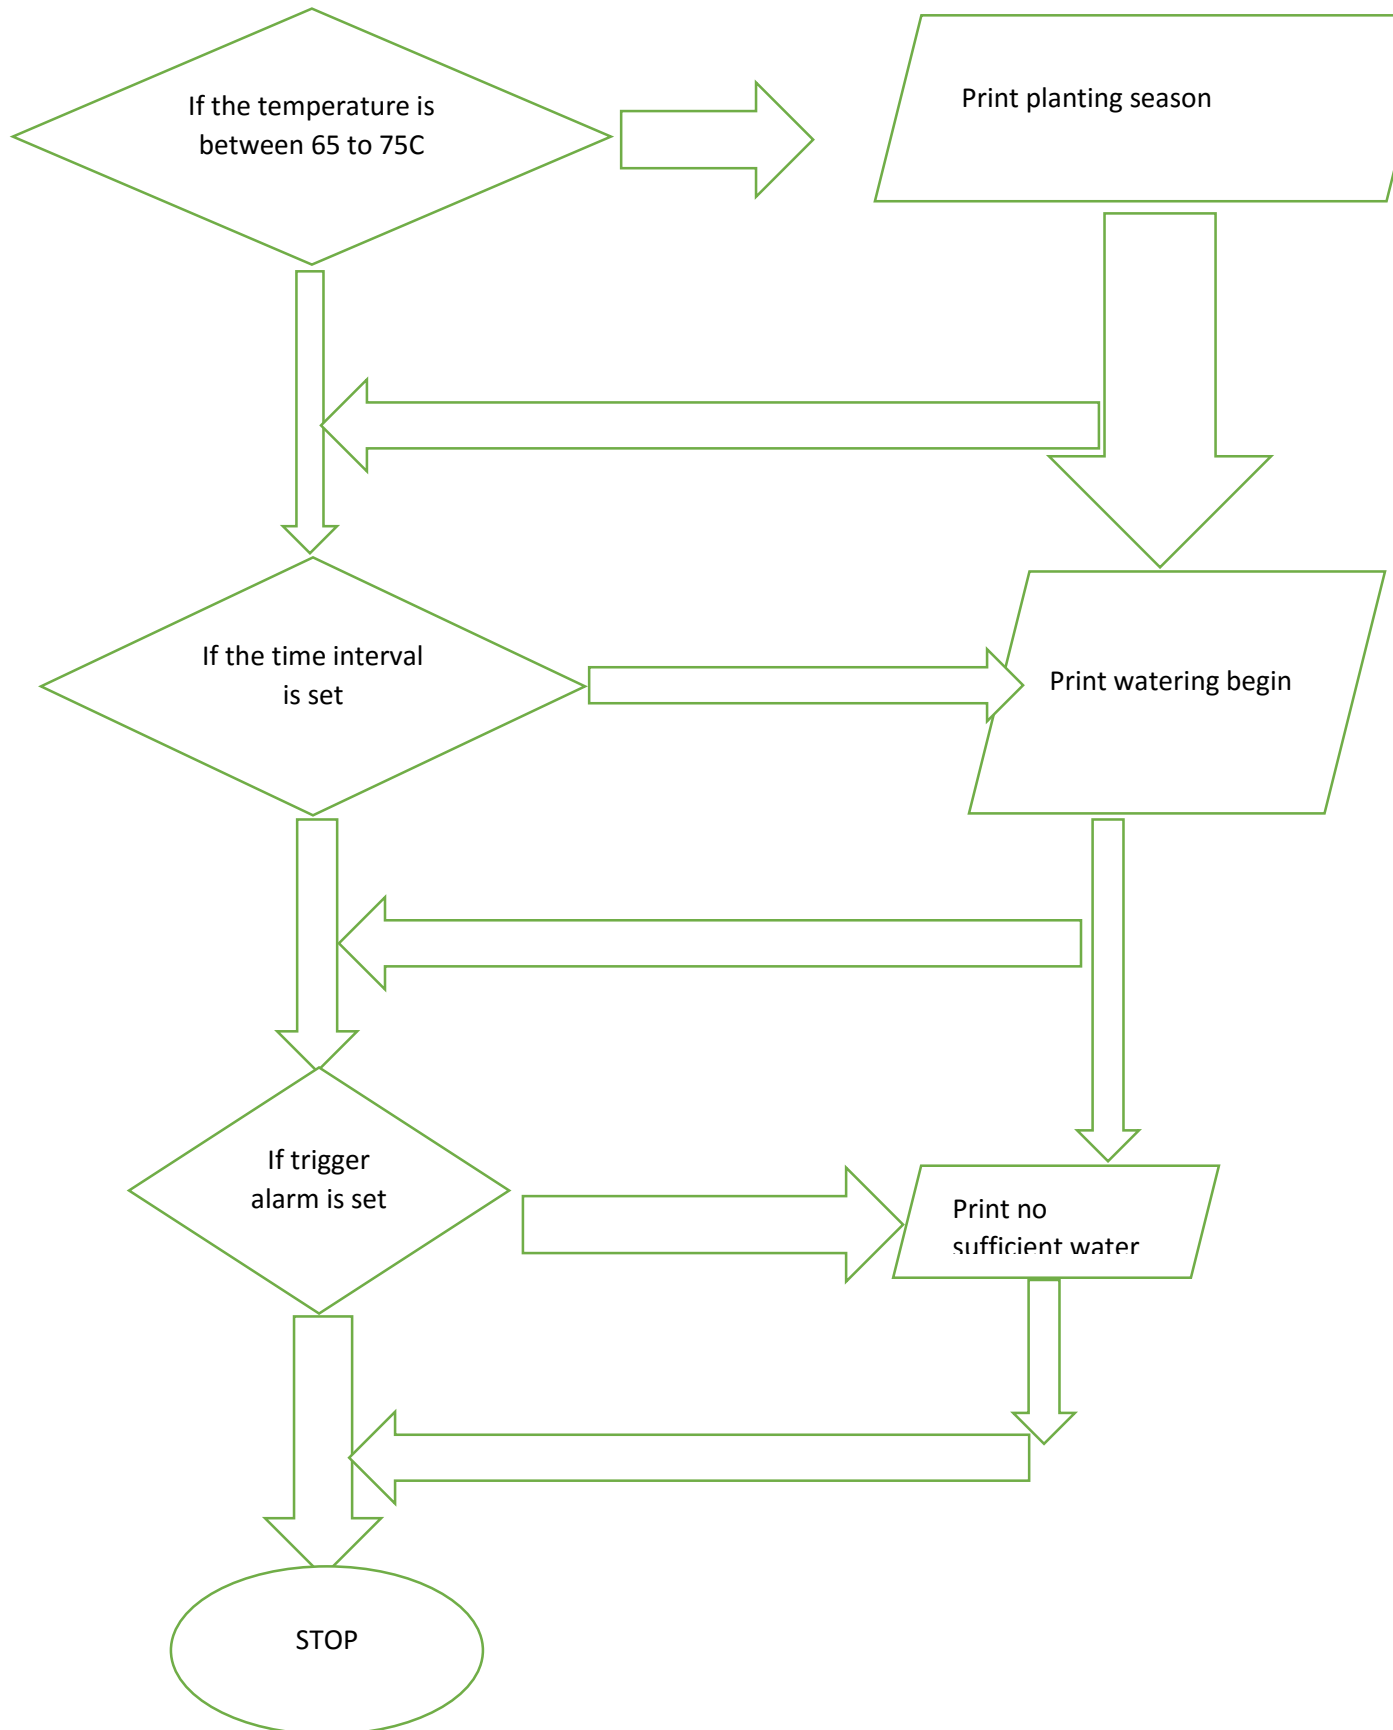 If the temperature is
between 65 to 75C
Print planting season
If the time interval
is set
Print watering begin
If trigger
alarm is set
Print no
sufficient water
STOP